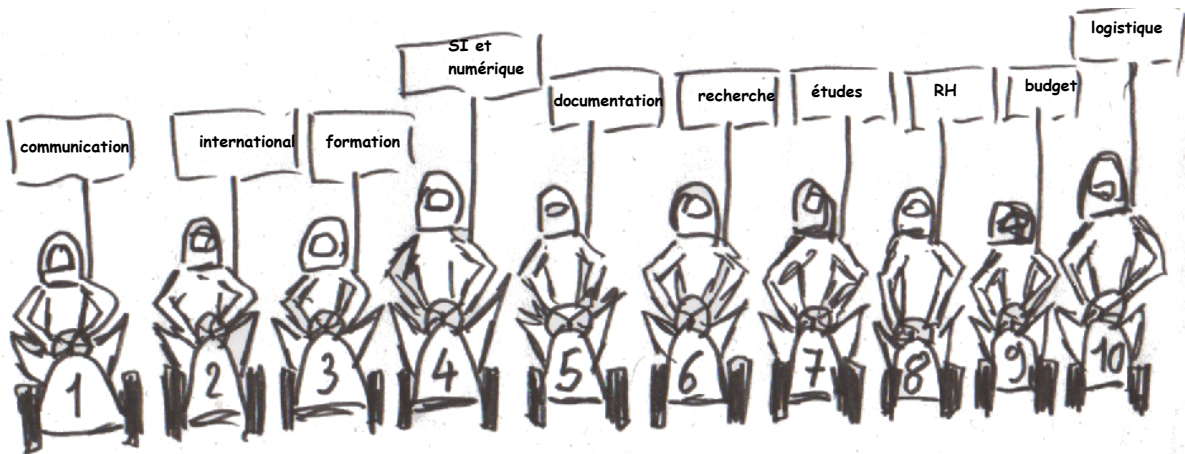 communication
international
formation
SI et
numérique
documentation
recherche
études
RH
budget
logistique
1
2
3
4
5
6
7
8
9
10